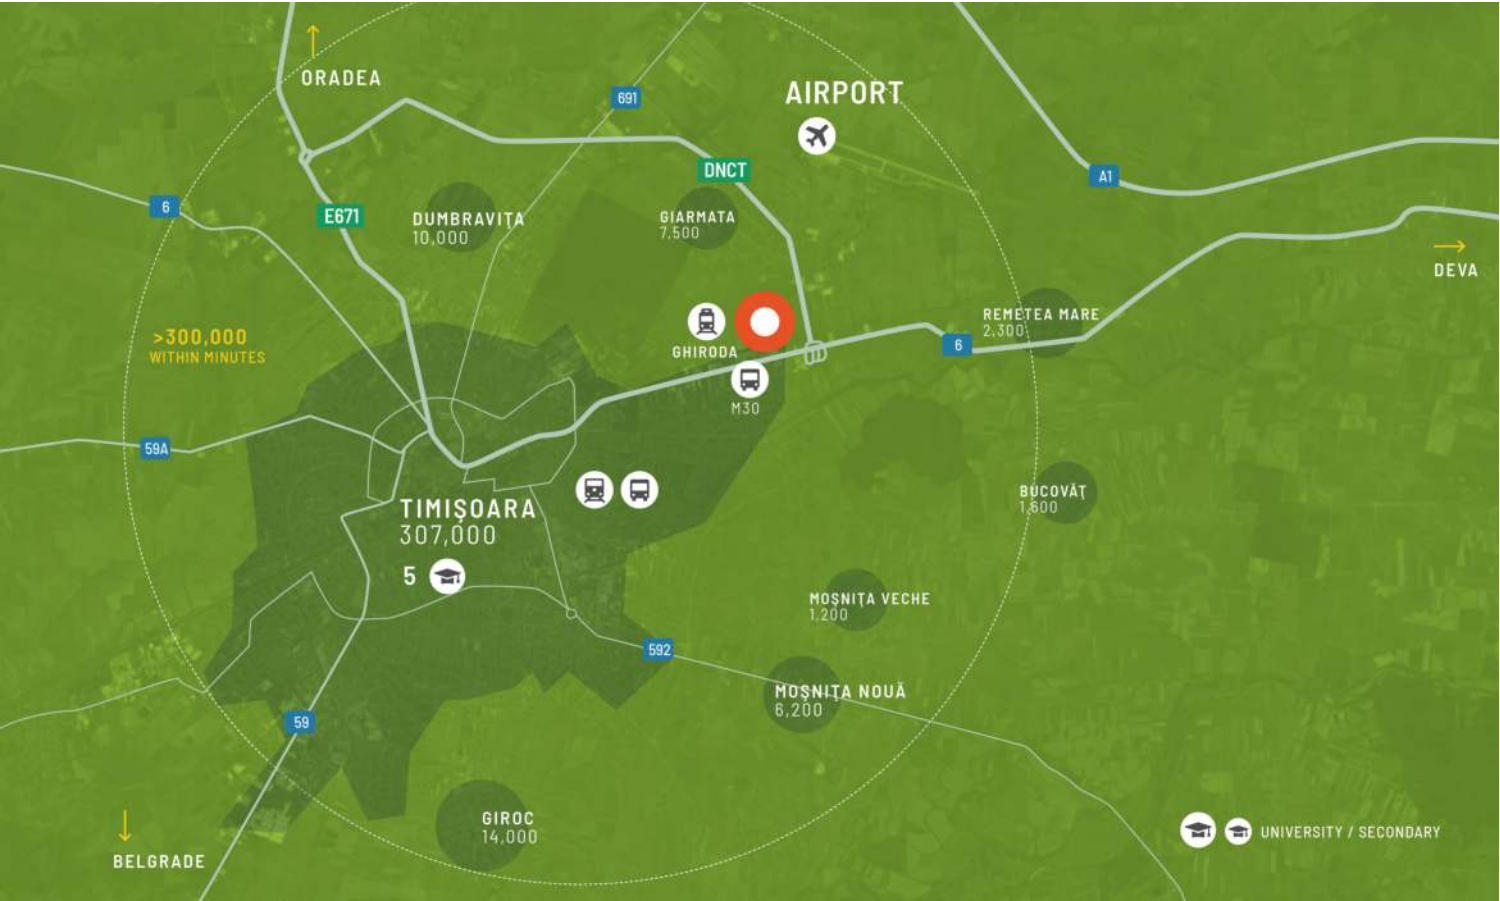 ORADEA
AIRPORT
691
DNCT
A1
6
E671
DUMBRAVIȚA
10,000
GIARMATA
7,500
DEVA
REMETEA MARE
2,300
>300,000
WITHIN MINUTES
GHIRODA
6
M30
59A
TIMIȘOARA
307,000
5
BUCOVĂȚ
1,600
MOȘNIȚA VECHE
1,200
592
MOȘNIȚA NOUĂ
6,200
59
GIROC
14,000
BELGRADE
UNIVERSITY / SECONDARY